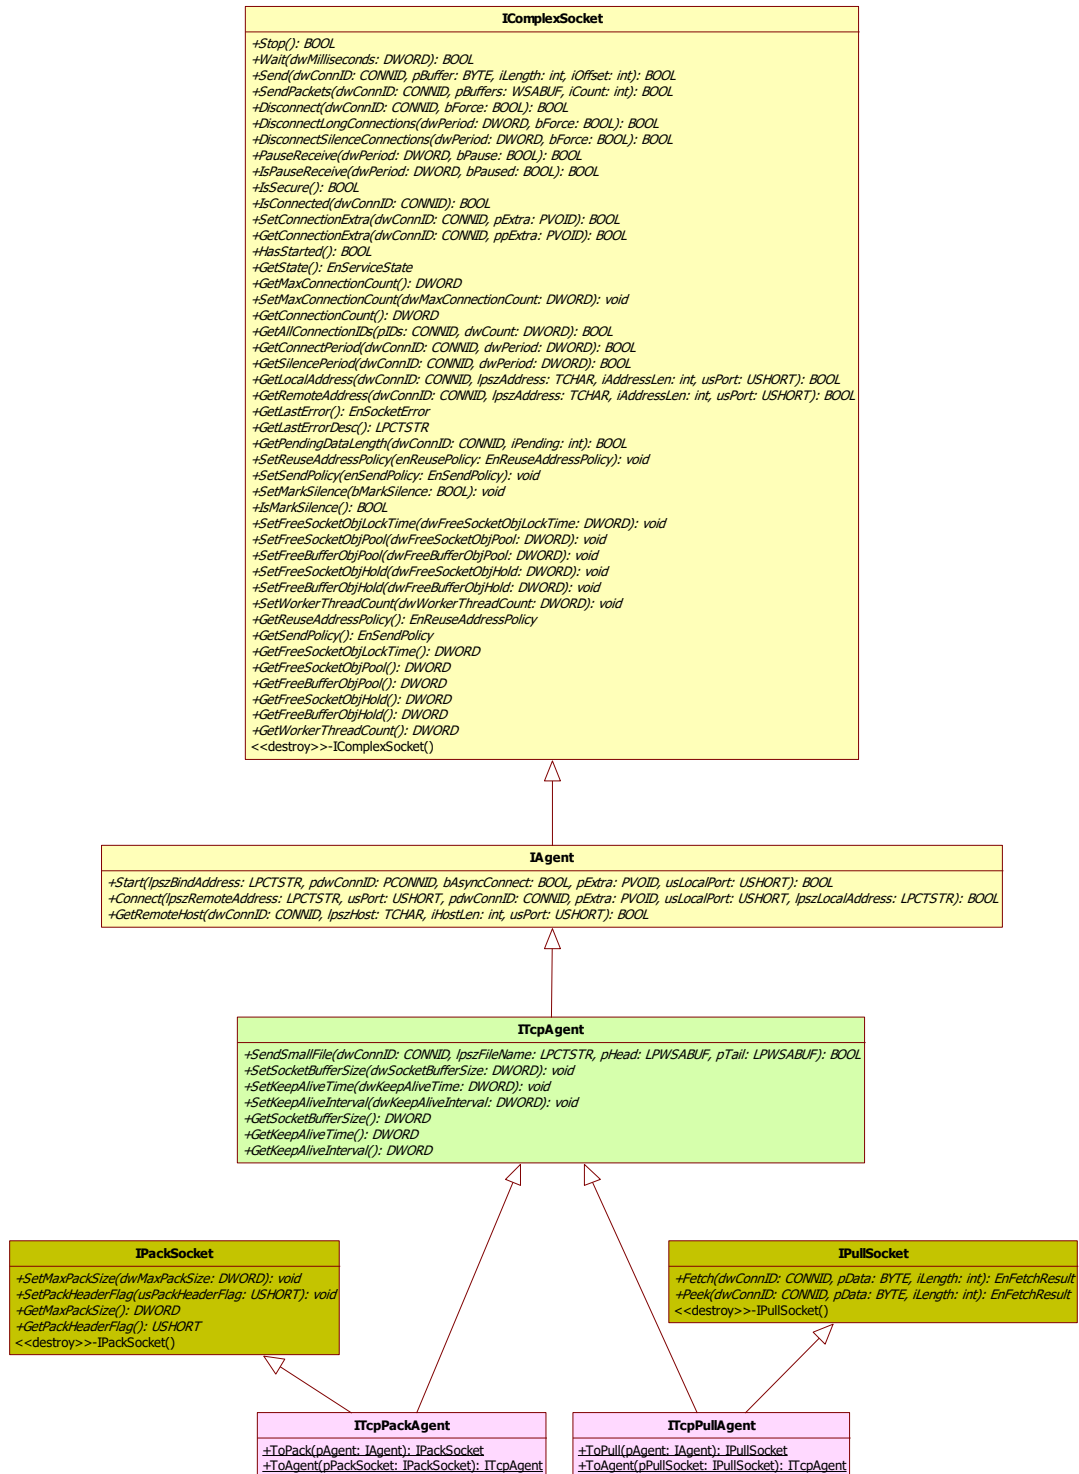 IComplexSocket
+Stop(): BOOL
+Wait(dwMilliseconds: DWORD): BOOL
+Send(dwConnID: CONNID, pBuffer: BYTE, iLength: int, iOffset: int): BOOL
+SendPackets(dwConnID: CONNID, pBuffers: WSABUF, iCount: int): BOOL
+Disconnect(dwConnID: CONNID, bForce: BOOL): BOOL
+DisconnectLongConnections(dwPeriod: DWORD, bForce: BOOL): BOOL
+DisconnectSilenceConnections(dwPeriod: DWORD, bForce: BOOL): BOOL
+PauseReceive(dwPeriod: DWORD, bPause: BOOL): BOOL
+IsPauseReceive(dwPeriod: DWORD, bPaused: BOOL): BOOL
+IsSecure(): BOOL
+IsConnected(dwConnID: CONNID): BOOL
+SetConnectionExtra(dwConnID: CONNID, pExtra: PVOID): BOOL
+GetConnectionExtra(dwConnID: CONNID, ppExtra: PVOID): BOOL
+HasStarted(): BOOL
+GetState(): EnServiceState
+GetMaxConnectionCount(): DWORD
+SetMaxConnectionCount(dwMaxConnectionCount: DWORD): void
+GetConnectionCount(): DWORD
+GetAllConnectionIDs(pIDs: CONNID, dwCount: DWORD): BOOL
+GetConnectPeriod(dwConnID: CONNID, dwPeriod: DWORD): BOOL
+GetSilencePeriod(dwConnID: CONNID, dwPeriod: DWORD): BOOL
+GetLocalAddress(dwConnID: CONNID, lpszAddress: TCHAR, iAddressLen: int, usPort: USHORT): BOOL
+GetRemoteAddress(dwConnID: CONNID, lpszAddress: TCHAR, iAddressLen: int, usPort: USHORT): BOOL
+GetLastError(): EnSocketError
+GetLastErrorDesc(): LPCTSTR
+GetPendingDataLength(dwConnID: CONNID, iPending: int): BOOL
+SetReuseAddressPolicy(enReusePolicy: EnReuseAddressPolicy): void
+SetSendPolicy(enSendPolicy: EnSendPolicy): void
+SetMarkSilence(bMarkSilence: BOOL): void
+IsMarkSilence(): BOOL
+SetFreeSocketObjLockTime(dwFreeSocketObjLockTime: DWORD): void
+SetFreeSocketObjPool(dwFreeSocketObjPool: DWORD): void
+SetFreeBufferObjPool(dwFreeBufferObjPool: DWORD): void
+SetFreeSocketObjHold(dwFreeSocketObjHold: DWORD): void
+SetFreeBufferObjHold(dwFreeBufferObjHold: DWORD): void
+SetWorkerThreadCount(dwWorkerThreadCount: DWORD): void
+GetReuseAddressPolicy(): EnReuseAddressPolicy
+GetSendPolicy(): EnSendPolicy
+GetFreeSocketObjLockTime(): DWORD
+GetFreeSocketObjPool(): DWORD
+GetFreeBufferObjPool(): DWORD
+GetFreeSocketObjHold(): DWORD
+GetFreeBufferObjHold(): DWORD
+GetWorkerThreadCount(): DWORD
<<destroy>>-IComplexSocket()
IAgent
+Start(lpszBindAddress: LPCTSTR, pdwConnID: PCONNID, bAsyncConnect: BOOL, pExtra: PVOID, usLocalPort: USHORT): BOOL
+Connect(lpszRemoteAddress: LPCTSTR, usPort: USHORT, pdwConnID: CONNID, pExtra: PVOID, usLocalPort: USHORT, lpszLocalAddress: LPCTSTR): BOOL
+GetRemoteHost(dwConnID: CONNID, lpszHost: TCHAR, iHostLen: int, usPort: USHORT): BOOL
ITcpAgent
+SendSmallFile(dwConnID: CONNID, lpszFileName: LPCTSTR, pHead: LPWSABUF, pTail: LPWSABUF): BOOL
+SetSocketBufferSize(dwSocketBufferSize: DWORD): void
+SetKeepAliveTime(dwKeepAliveTime: DWORD): void
+SetKeepAliveInterval(dwKeepAliveInterval: DWORD): void
+GetSocketBufferSize(): DWORD
+GetKeepAliveTime(): DWORD
+GetKeepAliveInterval(): DWORD
IPackSocket
+SetMaxPackSize(dwMaxPackSize: DWORD): void
+SetPackHeaderFlag(usPackHeaderFlag: USHORT): void
+GetMaxPackSize(): DWORD
+GetPackHeaderFlag(): USHORT
<<destroy>>-IPackSocket()
IPullSocket
+Fetch(dwConnID: CONNID, pData: BYTE, iLength: int): EnFetchResult
+Peek(dwConnID: CONNID, pData: BYTE, iLength: int): EnFetchResult
<<destroy>>-IPullSocket()
ITcpPackAgent
+ToPack(pAgent: IAgent): IPackSocket
+ToAgent(pPackSocket: IPackSocket): ITcpAgent
ITcpPullAgent
+ToPull(pAgent: IAgent): IPullSocket
+ToAgent(pPullSocket: IPullSocket): ITcpAgent